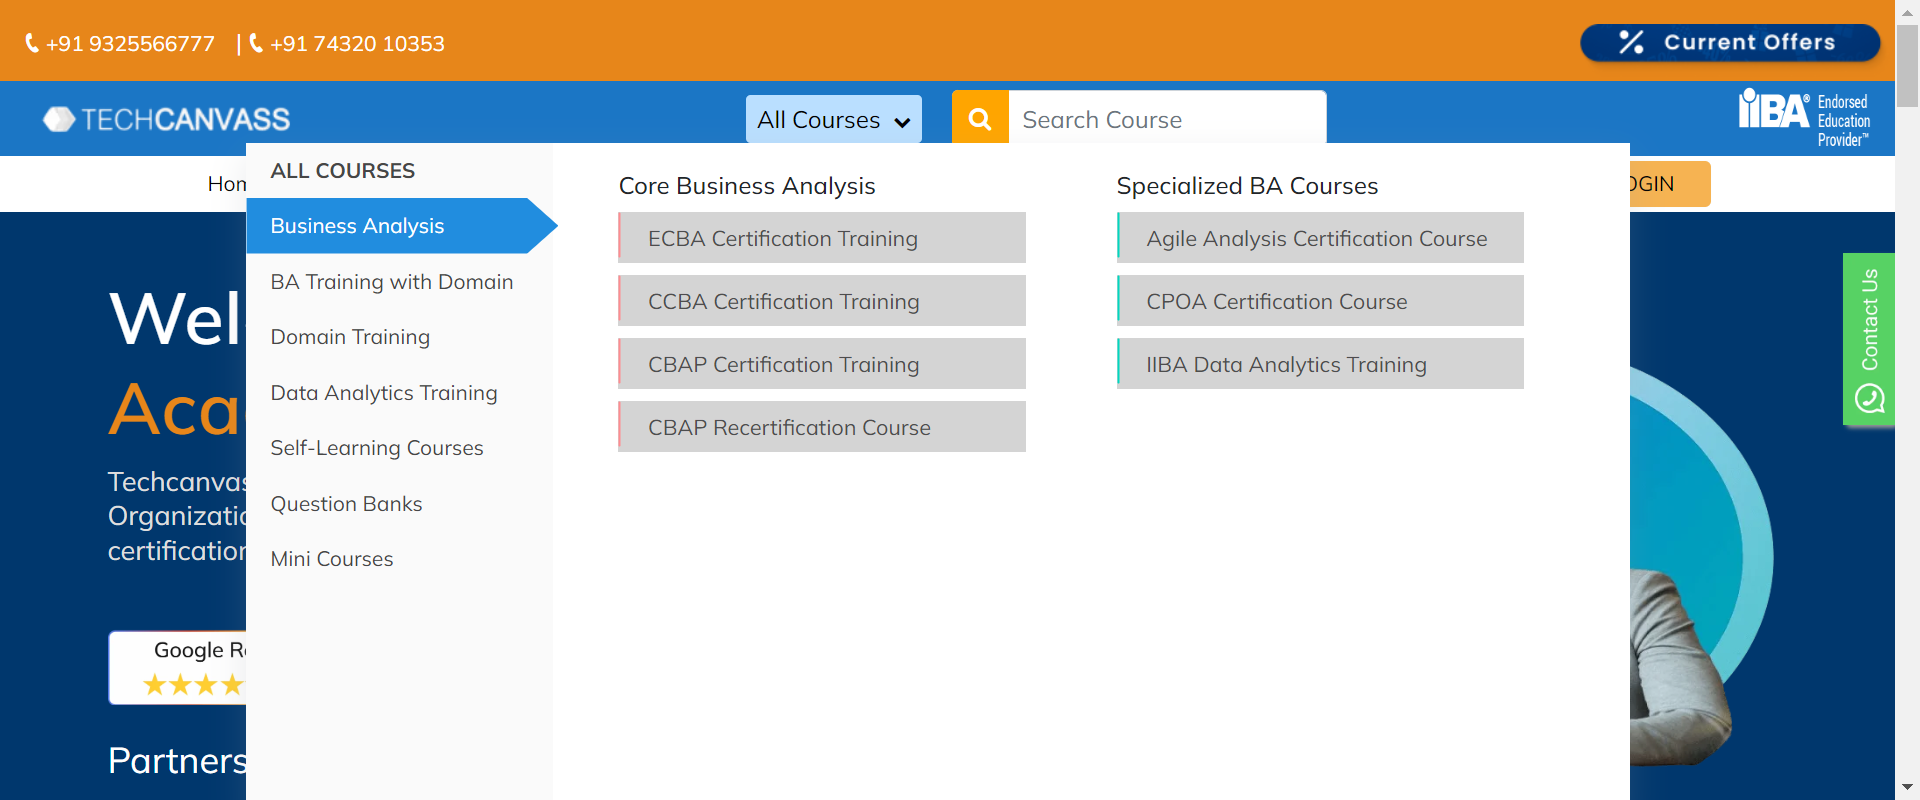 +91 9325566777 | +91 74320 10353
Current Offers
TECHCANVASS
All Courses
Search Course
IIBA® Endorsed
Education
Provider™
Hom
OGIN
ALL COURSES
Business Analysis
BA Training with Domain
Domain Training
Data Analytics Training
Self-Learning Courses
Question Banks
Mini Courses
Core Business Analysis
ECBA Certification Training
CCBA Certification Training
CBAP Certification Training
CBAP Recertification Course
Specialized BA Courses
Agile Analysis Certification Course
CPOA Certification Course
IIBA Data Analytics Training
Contact Us
Wel
Aca
Techcanvas
Organizatio
certification
Google Re
Partners